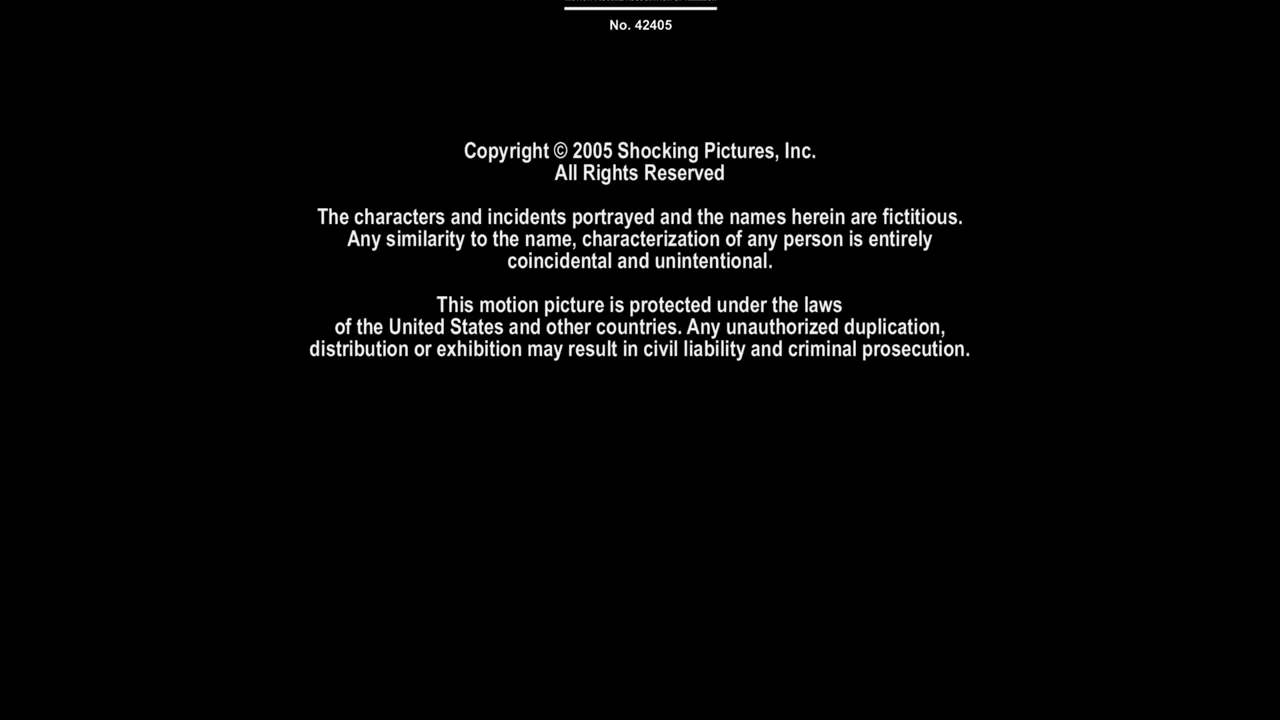 No. 42405
Copyright © 2005 Shocking Pictures, Inc.
All Rights Reserved
The characters and incidents portrayed and the names herein are fictitious.
Any similarity to the name, characterization of any person is entirely
coincidental and unintentional.
This motion picture is protected under the laws
of the United States and other countries. Any unauthorized duplication,
distribution or exhibition may result in civil liability and criminal prosecution.